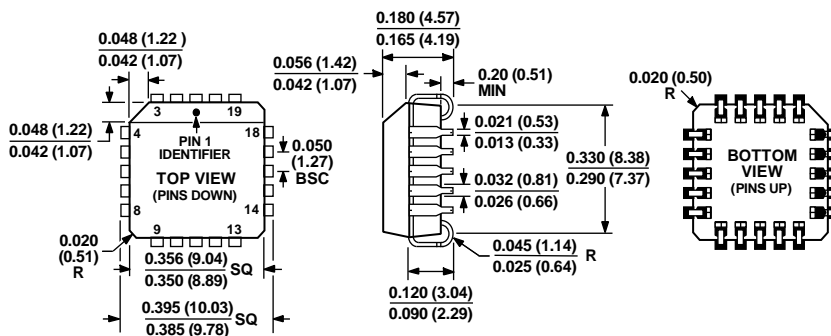 0.048 (1.22 )
0.042 (1.07)
0.048 (1.22)
0.042 (1.07)
3
19
4
18
PIN 1
IDENTIFIER
TOP VIEW
(PINS DOWN)
8
14
9
13
0.050
(1.27)
BSC
0.020
(0.51)
R
0.356 (9.04)
0.350 (8.89)
SQ
0.395 (10.03)
0.385 (9.78)
SQ
0.180 (4.57)
0.165 (4.19)
0.056 (1.42)
0.042 (1.07)
0.20 (0.51)
MIN
0.021 (0.53)
0.013 (0.33)
0.032 (0.81)
0.026 (0.66)
0.330 (8.38)
0.290 (7.37)
0.045 (1.14)
0.025 (0.64)
R
0.120 (3.04)
0.090 (2.29)
0.020 (0.50)
R
BOTTOM
VIEW
(PINS UP)